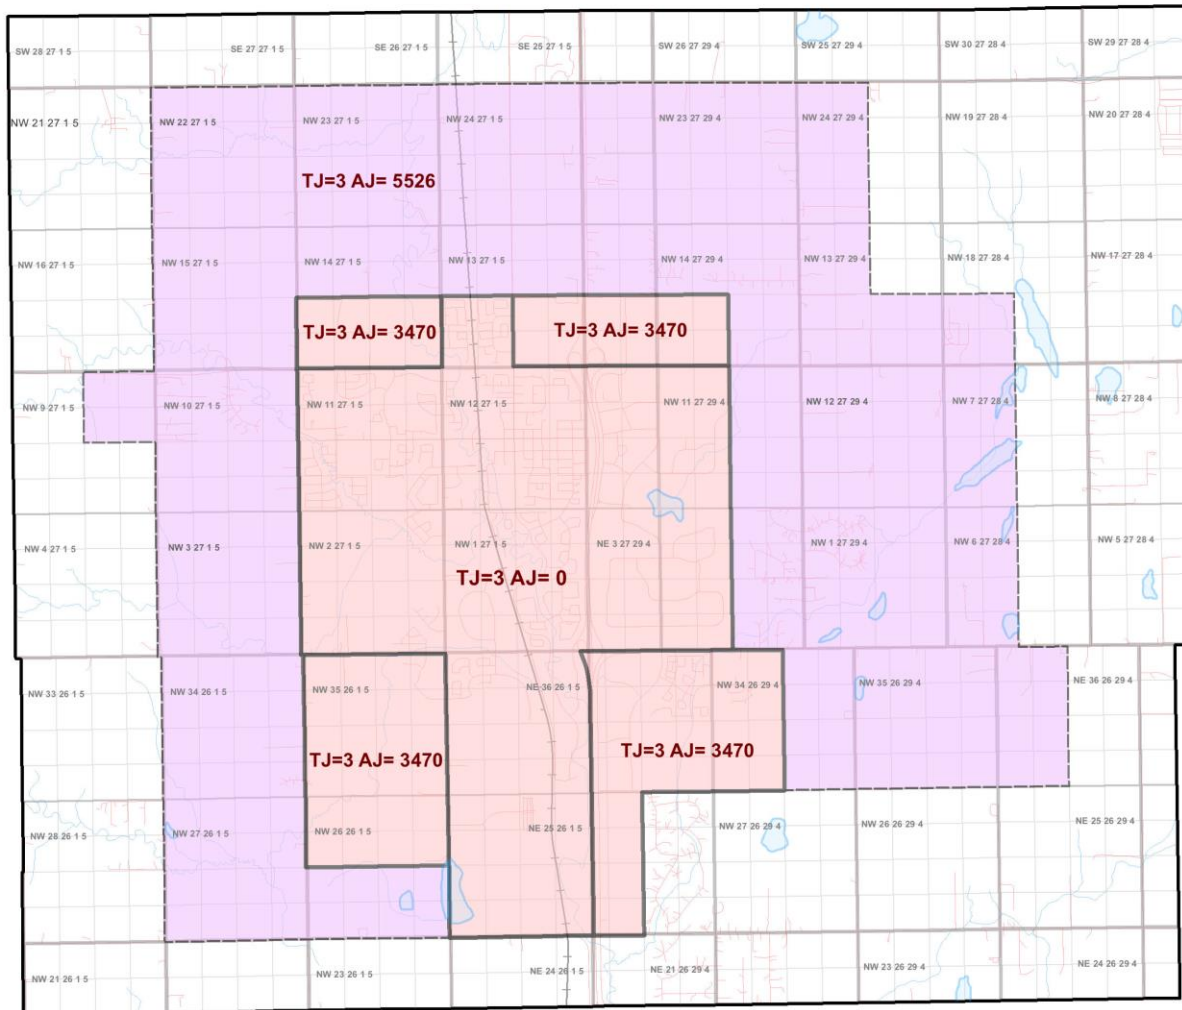 SW 28 27 1 5
SE 27 27 1 5
SE 26 27 1 5
SE 25 27 1 5
SW 26 27 29 4
SW 25 27 29 4
SW 30 27 28 4
SW 29 27 28 4
NW 21 27 1 5
NW 22 27 1 5
NW 23 27 1 5
NW 24 27 1 5
NW 23 27 29 4
NW 24 27 29 4
NW 19 27 28 4
NW 20 27 28 4
TJ=3 AJ= 5526
NW 16 27 1 5
NW 15 27 1 5
NW 14 27 1 5
NW 13 27 1 5
NW 14 27 29 4
NW 13 27 29 4
NW 18 27 28 4
NW 17 27 28 4
TJ=3 AJ= 3470
TJ=3 AJ= 3470
NW 9 27 1 5
NW 10 27 1 5
NW 11 27 1 5
NW 12 27 1 5
NW 11 27 29 4
NW 12 27 29 4
NW 7 27 28 4
NW 8 27 28 4
NW 4 27 1 5
NW 3 27 1 5
NW 2 27 1 5
NW 1 27 1 5
NE 3 27 29 4
NW 1 27 29 4
NW 6 27 28 4
NW 5 27 28 4
TJ=3 AJ= 0
NW 33 26 1 5
NW 34 26 1 5
NW 35 26 1 5
NE 36 26 1 5
NW 34 26 29 4
NW 35 26 29 4
NE 36 26 29 4
TJ=3 AJ= 3470
TJ=3 AJ= 3470
NW 28 26 1 5
NW 27 26 1 5
NW 26 26 1 5
NE 25 26 1 5
NW 27 26 29 4
NW 26 26 29 4
NE 25 26 29 4
NW 21 26 1 5
NW 23 26 1 5
NE 24 26 1 5
NE 21 26 29 4
NW 23 26 29 4
NE 24 26 29 4